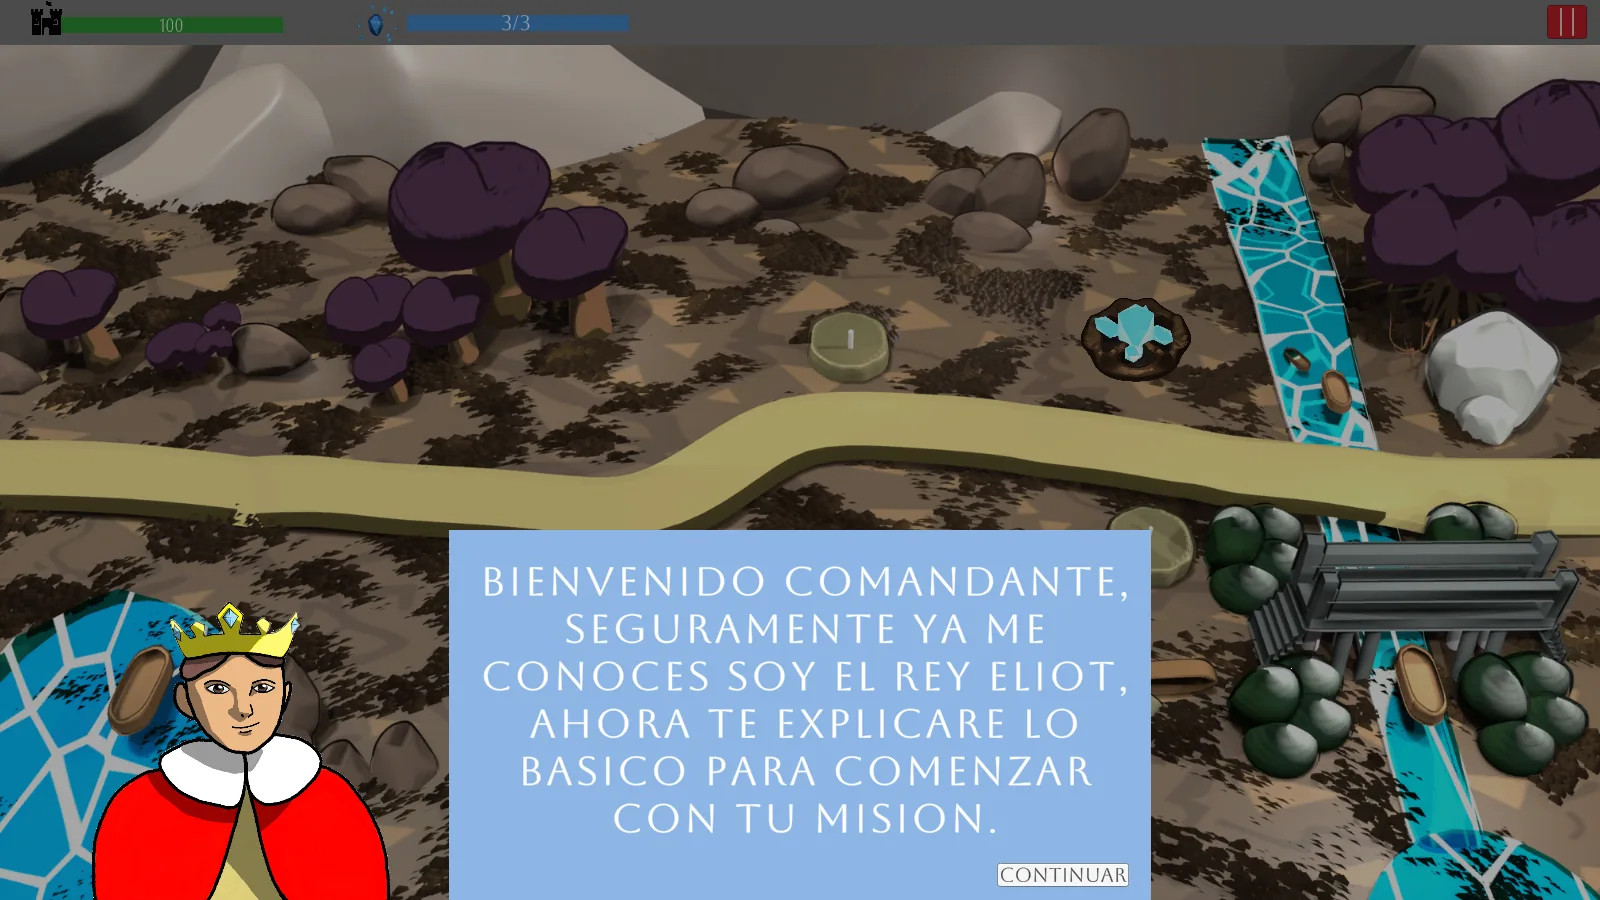 100
3/3
BIENVENIDO COMANDANTE,
SEGURAMENTE YA ME
CONOCES SOY EL REY ELIOT,
AHORA TE EXPLICARE LO
BASICO PARA COMENZAR
CON TU MISION.
CONTINUAR